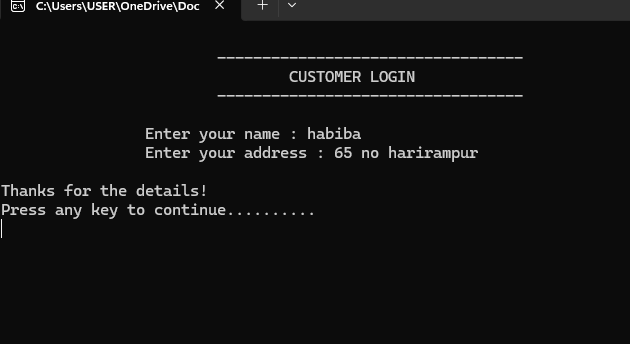 C:\Users\USER\OneDrive\Doc
----------------------------------
CUSTOMER LOGIN
----------------------------------
Enter your name : habiba
Enter your address : 65 no harirampur
Thanks for the details!
Press any key to continue..........